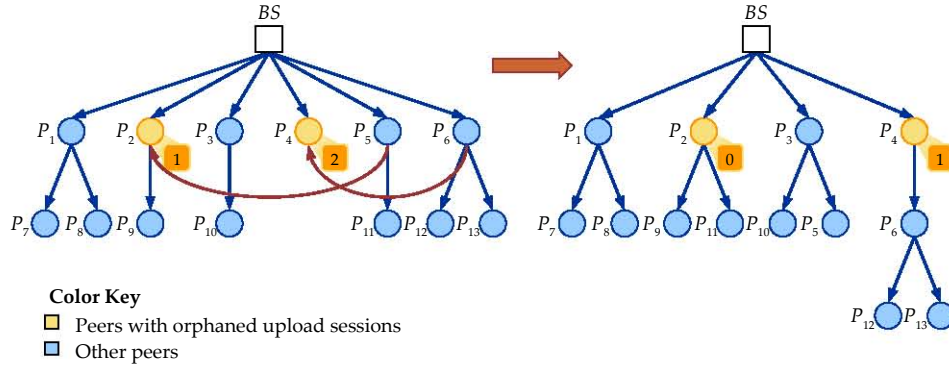 BS BS
P1 P2 P3 P4 P5 P6 P1 P2 P3 P4
1 2 0 1
P7 P8 P9 P10 P11 P12 P13 P7 P8 P9 P11 P10 P5 P6
Color Key
P12 P13
Peers with orphaned upload sessions
Other peers